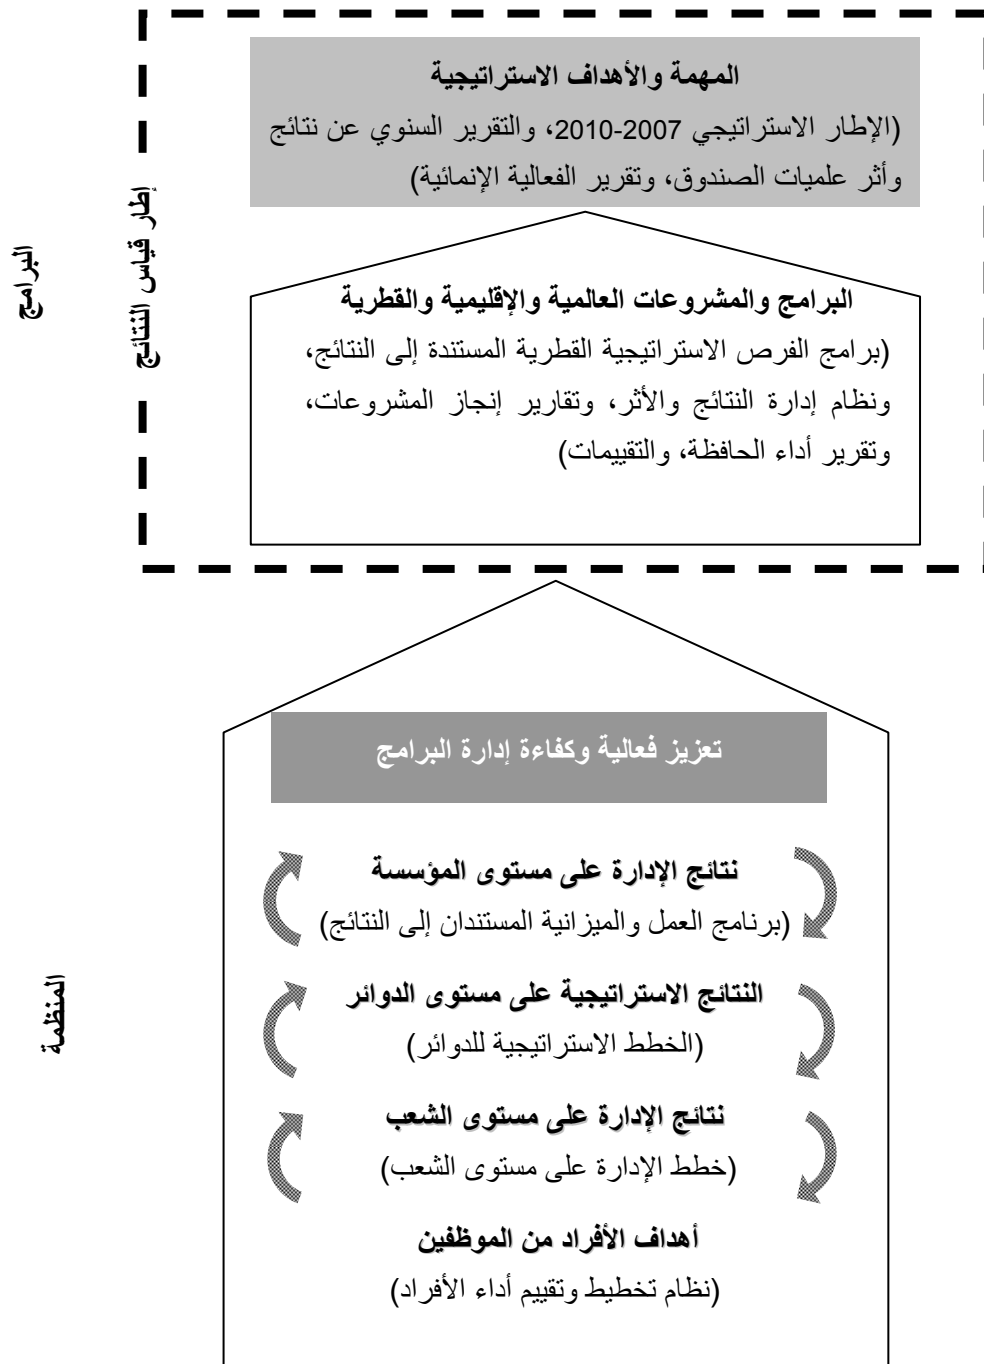 المهمة والأهداف الاستراتيجية
(الإطار الاستراتيجي 2007-2010، والتقرير السنوي عن نتائج
وأثر علميات الصندوق، وتقرير الفعالية الإنمائية)
إطار قياس النتائج
البرامج
البرامج والمشروعات العالمية والإقليمية والقطرية
(برامج الفرص الاستراتيجية القطرية المستندة إلى النتائج،
ونظام إدارة النتائج والأثر، وتقارير إنجاز المشروعات،
وتقرير أداء الحافظة، والتقييمات)
تعزيز فعالية وكفاءة إدارة البرامج
نتائج الإدارة على مستوى المؤسسة
(برنامج العمل والميزانية المستندان إلى النتائج)
النتائج الاستراتيجية على مستوى الدوائر
(الخطط الاستراتيجية للدوائر)
المنظمة
نتائج الإدارة على مستوى الشعب
(خطط الإدارة على مستوى الشعب)
أهداف الأفراد من الموظفين
(نظام تخطيط وتقييم أداء الأفراد)